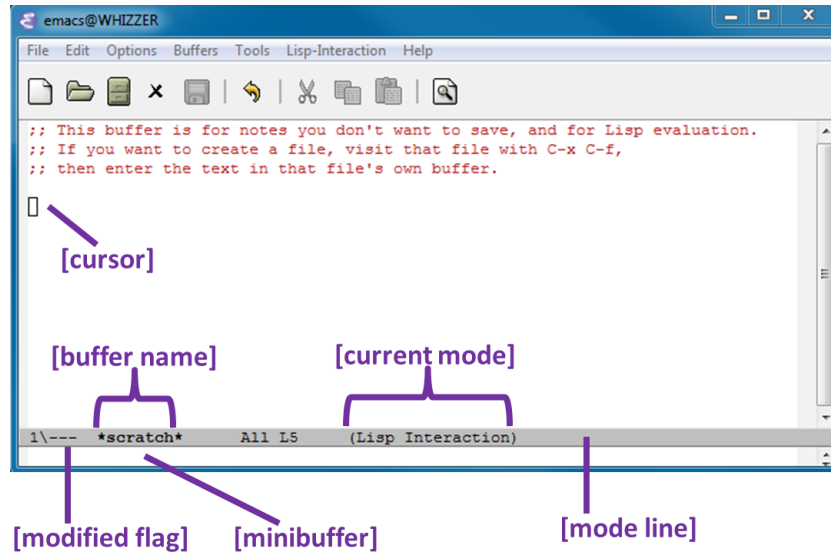 emacs@WHIZZER
File Edit Options Buffers Tools Lisp-Interaction Help
;; This buffer is for notes you don't want to save, and for Lisp evaluation.
;; If you want to create a file, visit that file with C-x C-f,
;; then enter the text in that file's own buffer.
[cursor]
[buffer name] [current mode]
1\--- *scratch* All L5 (Lisp Interaction)
[modified flag] [minibuffer] [mode line]